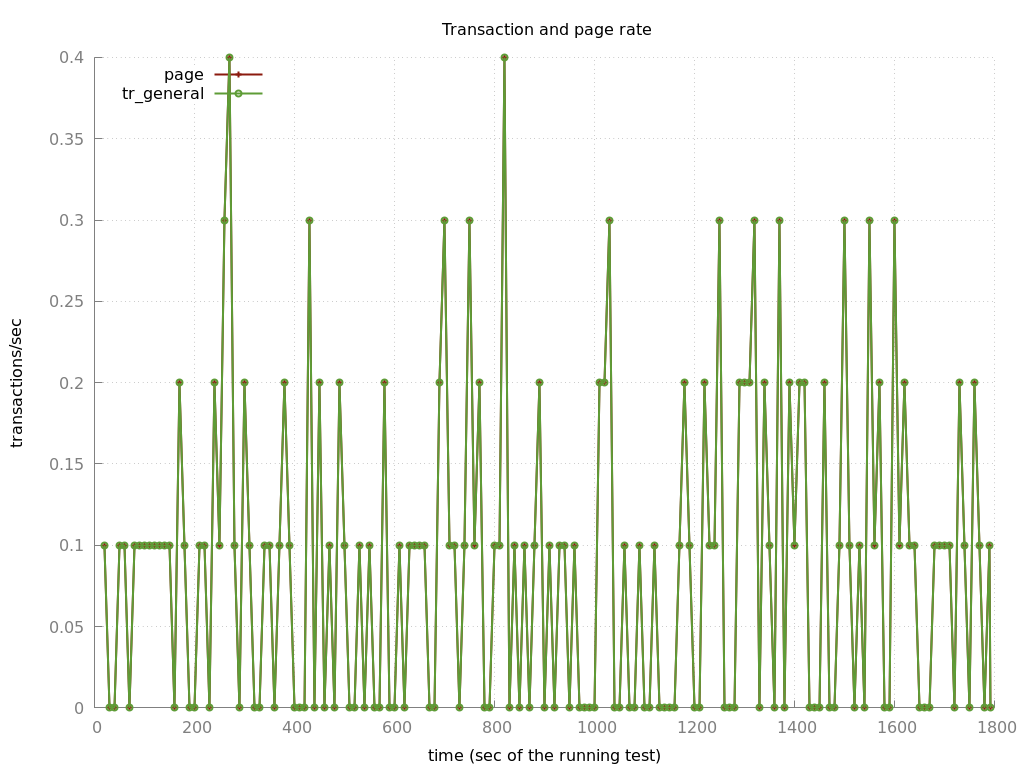 Transaction and page rate
0.4
page
tr_general
0.35
0.3
0.25
transactions/sec
0.2
0.15
0.1
0.05
0
0 200 400 600 800 1000 1200 1400 1600 1800
time (sec of the running test)